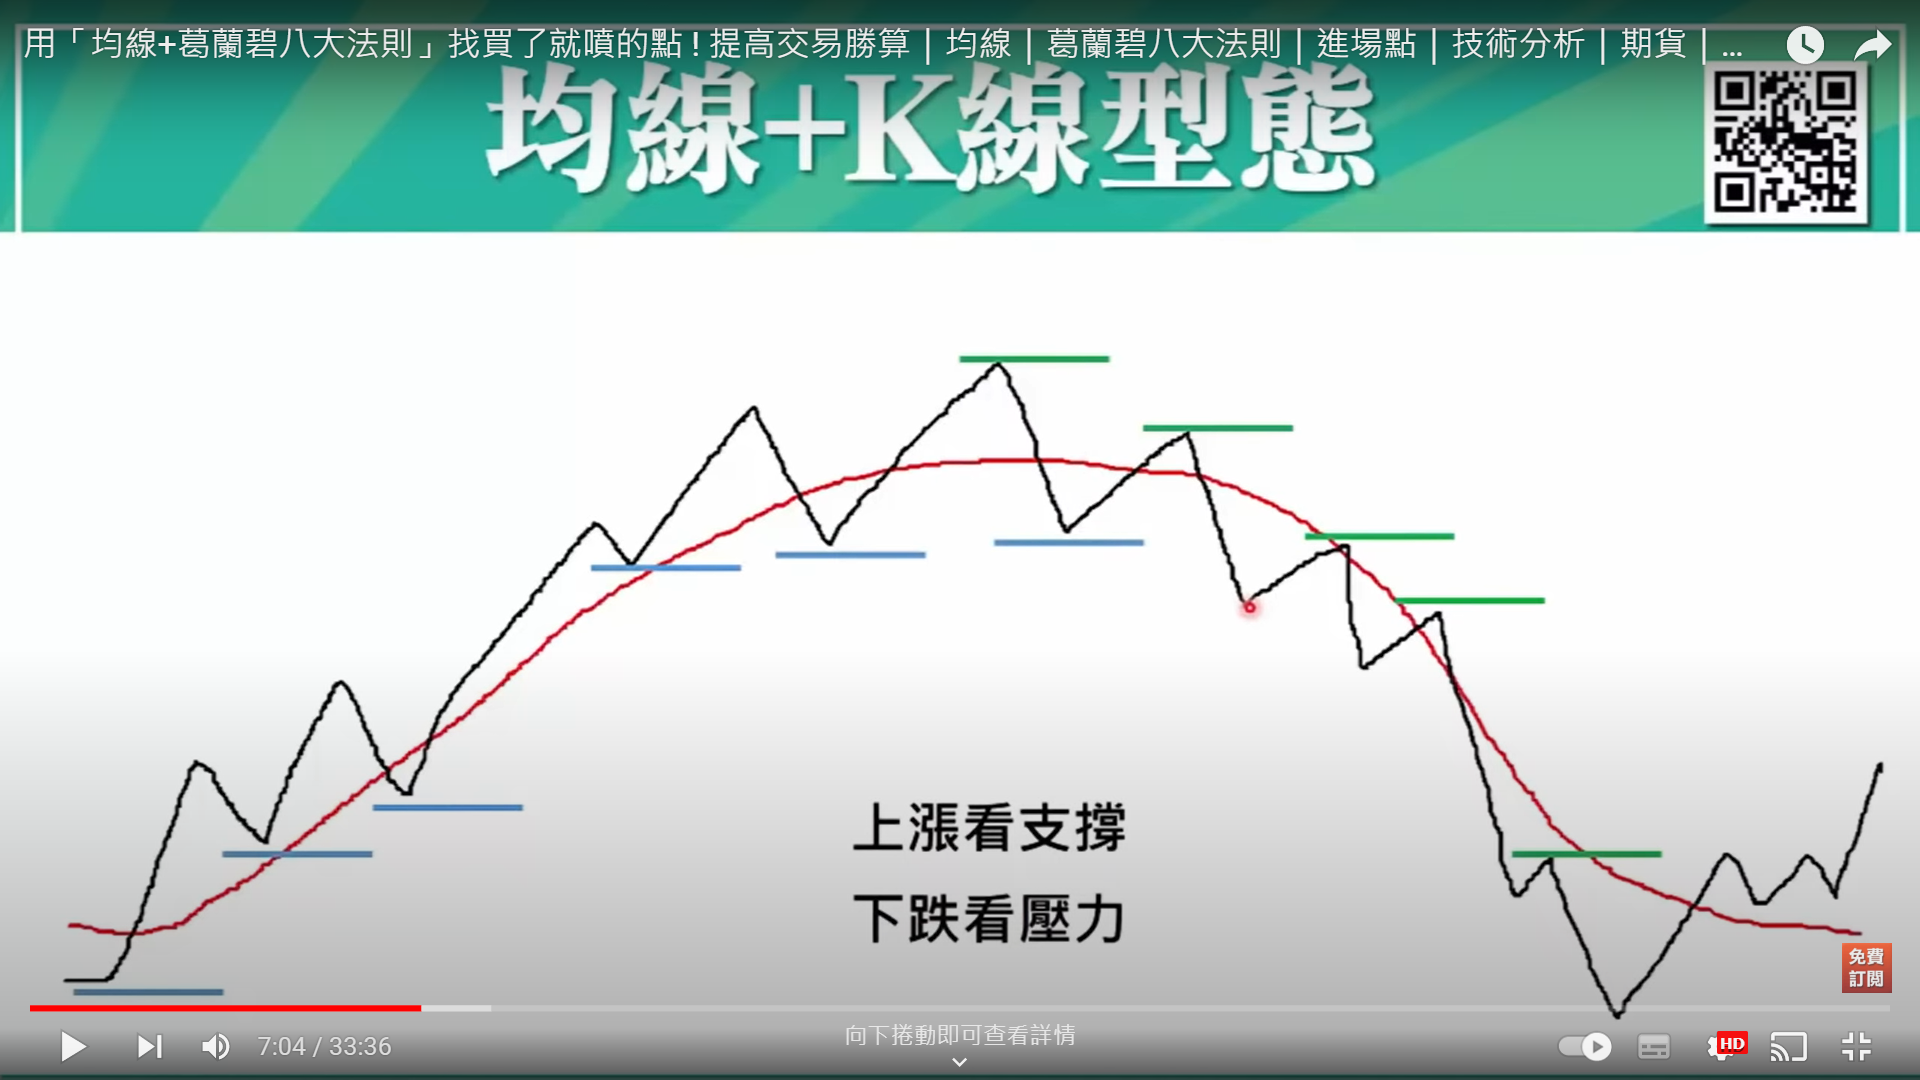 用「均線+葛蘭碧八大法則」找買了就噴的點！提高交易勝算｜均線｜葛蘭碧八大法則｜進場點｜技術分析｜期貨｜...
均線+K線型態
上漲看支撐
下跌看壓力
免費
訂閱
7:04 / 33:36
向下捲動即可查看詳情
HD